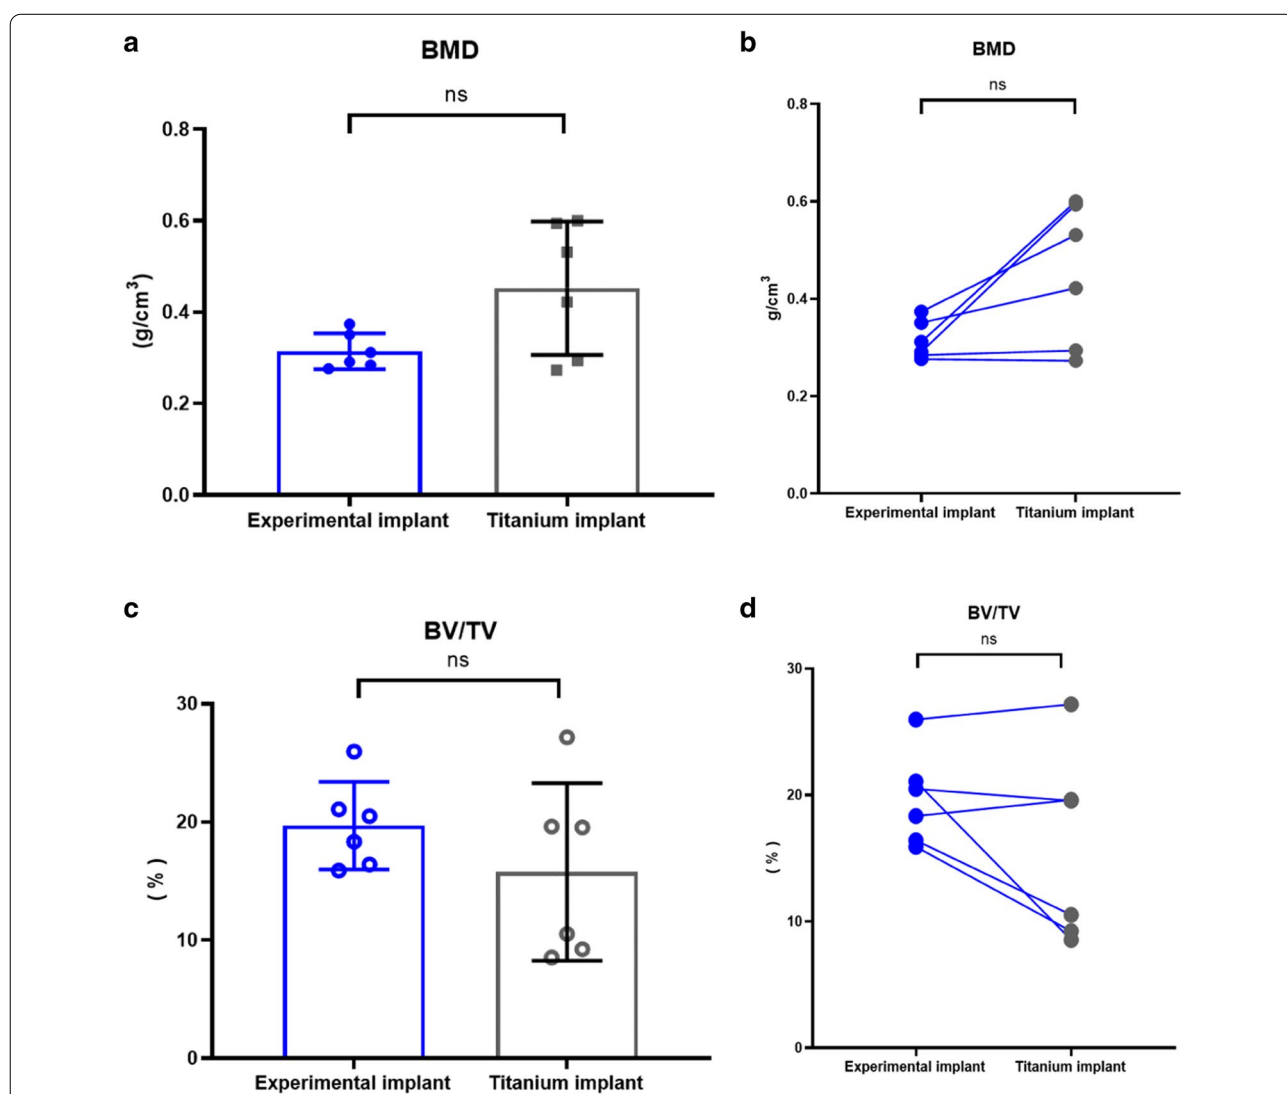 a
BMD
ns
0.8
0.6
0.4
0.2
0.0
(g/cm³)
Experimental implant
Titanium implant
b
BMD
ns
0.8
0.6
0.4
0.2
0.0
g/cm³
Experimental implant
Titanium implant
c
BV/TV
ns
30
20
10
0
( % )
Experimental implant
Titanium implant
d
BV/TV
ns
30
20
10
0
( % )
Experimental implant
Titanium implant